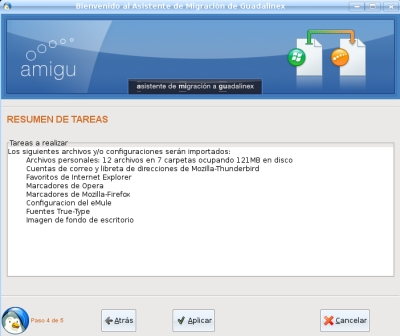 Bienvenido al Asistente de Migración de Guadalinex
amigu
asistente de migración a guadalinex
RESUMEN DE TAREAS
Tareas a realizar
Los siguientes archivos y/o configuraciones serán importados:
Archivos personales: 12 archivos en 7 carpetas ocupando 121MB en disco
Cuentas de correo y libreta de direcciones de Mozilla-Thunderbird
Favoritos de Internet Explorer
Marcadores de Opera
Marcadores de Mozilla-Firefox
Configuracion del eMule
Fuentes True-Type
Imagen de fondo de escritorio
Paso 4 de 5
Atrás
Aplicar
Cancelar